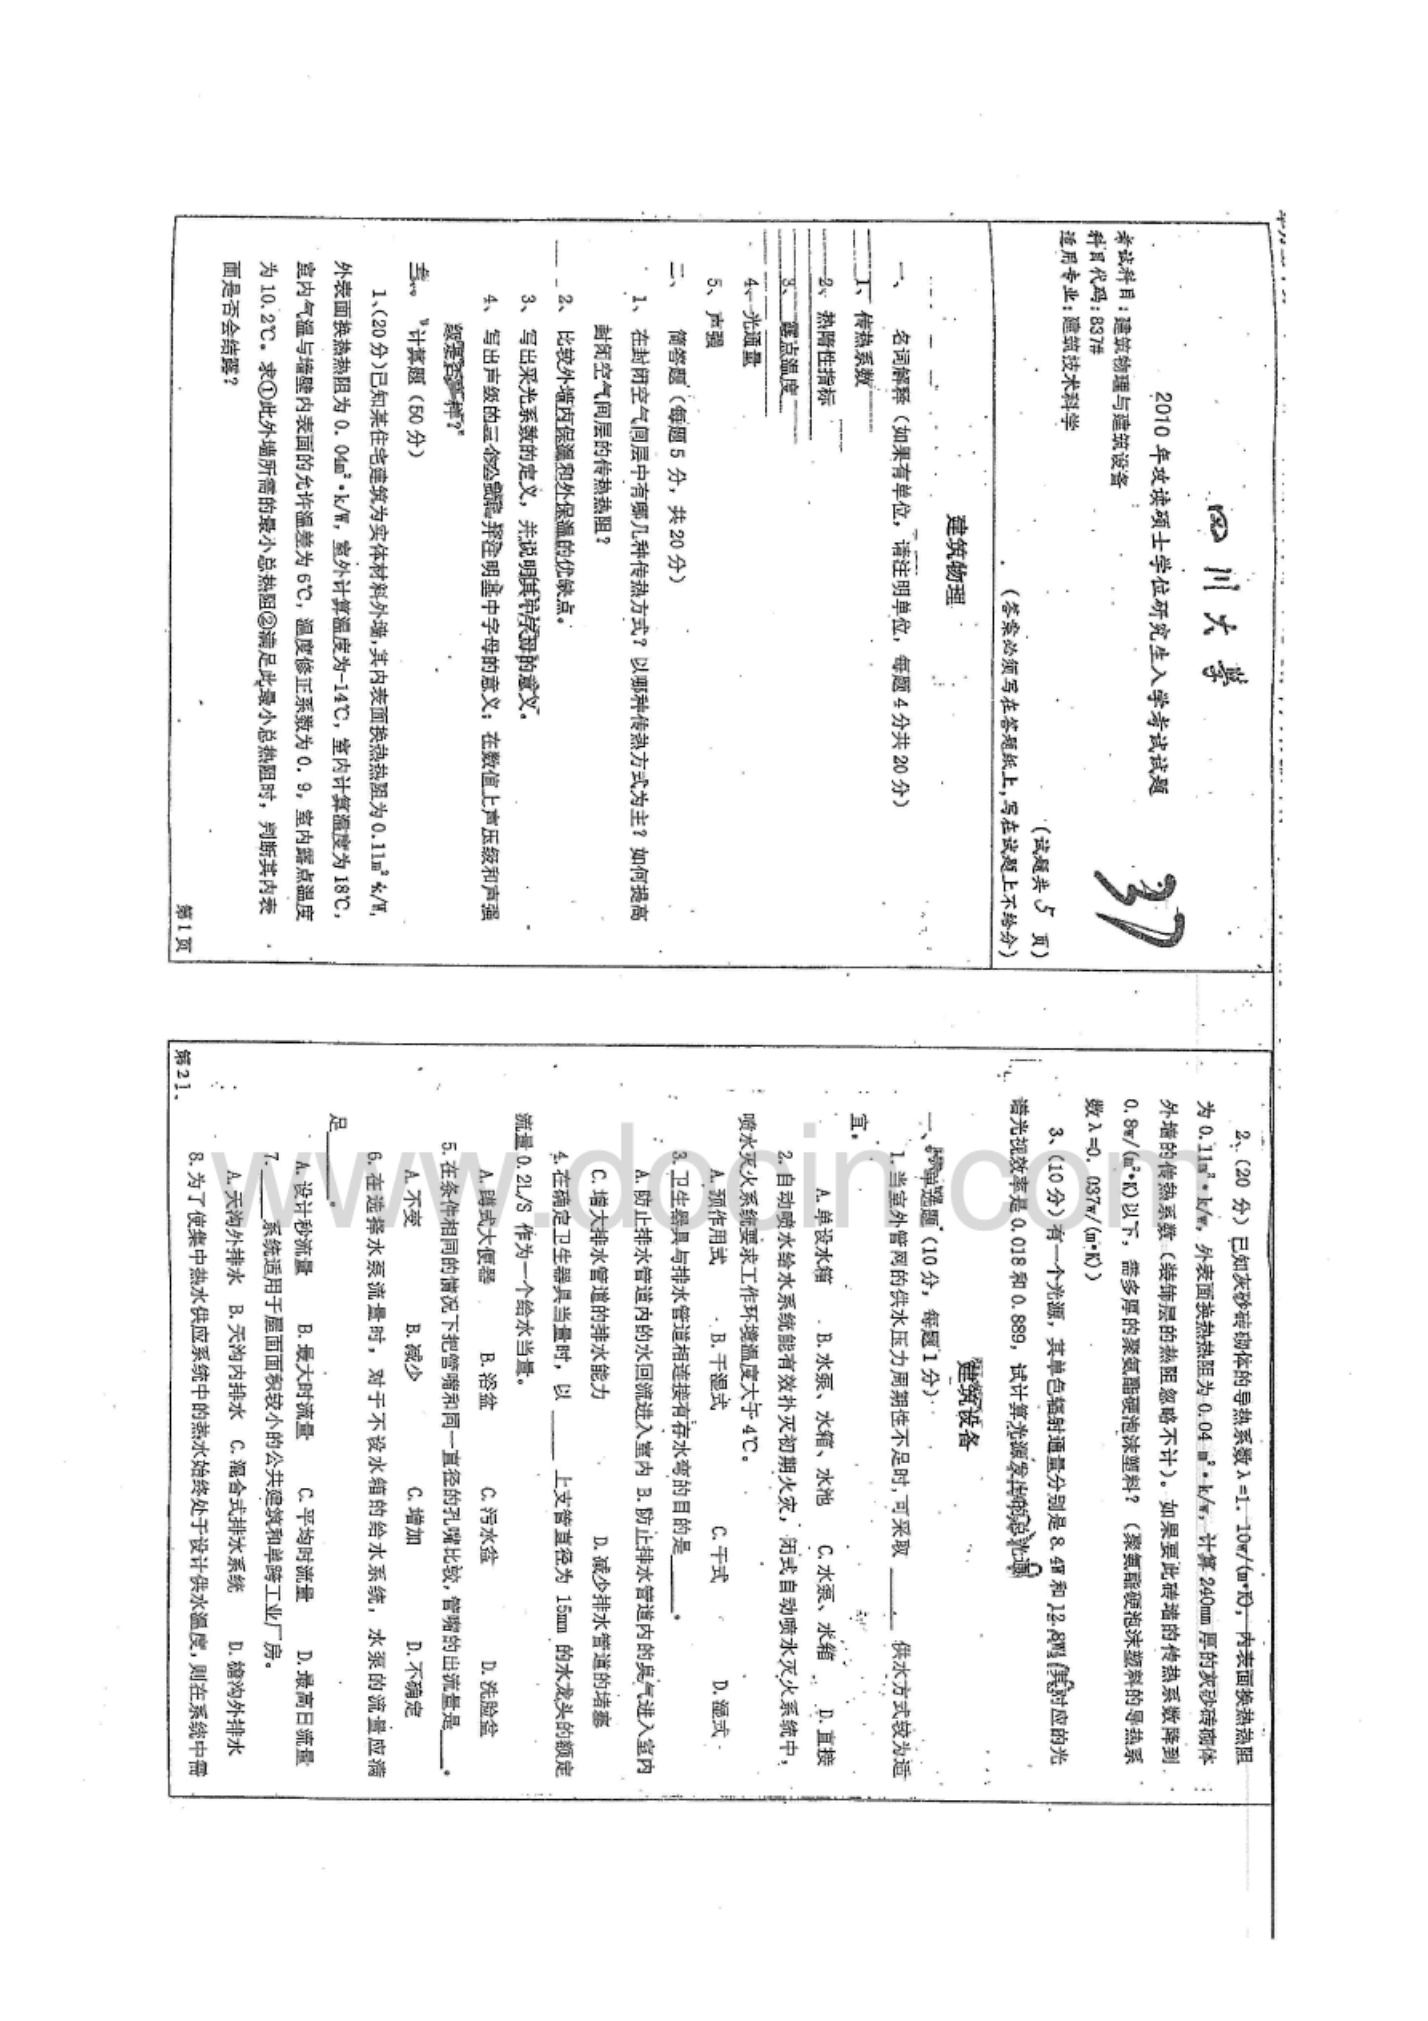 四川大学
2010年攻读硕士学位研究生入学考试试题
考试科目:建筑物理与建筑设备
科目代码:837#
适用专业:建筑技术科学
(试题共5页)
(答案必须写在答题纸上,写在试题上不给分)
37
建筑物理
一、 名词解释(如果有单位,请注明单位,每题4分共20分)
1、 传热系数
2、 热惰性指标
3、 露点温度
4、光通量
5、声强
二、 简答题(每题5分,共20分)
1、 在封闭空气间层中有哪几种传热方式?以哪种传热方式为主?如何提高
封闭空气间层的传热热阻?
2、 比较外墙内保温和外保温的优缺点。
3、 写出采光系数的定义,并说明其中字母的意义。
4、 写出声级的三个公式,并注明其中字母的意义;在数值上声压级和声强
级是否一样?
三、 计算题(50分)
1、(20分)已知某住宅建筑为实体材料外墙,其内表面换热热阻为0.11m²·k/W,
外表面换热热阻为0.04m²·k/W,室外计算温度为-14℃,室内计算温度为18℃,
室内气温与墙壁内表面的允许温差为6℃,温度修正系数为0.9,室内露点温度
为10.2℃。求①此外墙所需的最小总热阻②满足此最小总热阻时,判断其内表
面是否会结露?
第1页
2、(20分)已知灰砂砖砌体的导热系数λ=1.10w/(m·K),内表面换热热阻
为0.11m²·k/w,外表面换热热阻为0.04 m²·k/w,计算240mm厚的灰砂砖砌体
外墙的传热系数(装饰层的热阻忽略不计)。如果要此砖墙的传热系数降到
0.8w/(m²·K)以下,需多厚的聚氨酯硬泡沫塑料?(聚氨酯硬泡沫塑料的导热系
数λ=0.037w/(m·K))
3、(10分)有一个光源,其单色辐射通量分别是8.4W和12.8W(其对应的光
谱光视效率是0.018和0.889,试计算光源发出的总光通
建筑设备
一、 单选题(10分,每题1分)
1.当室外管网的供水压力周期性不足时,可采取____,供水方式较为适
宜。
A.单设水箱 B.水泵、水箱、水池 C.水泵、水箱 D.直接
2.自动喷水给水系统能有效扑灭初期火灾,闭式自动喷水灭火系统中,
喷水灭火系统要求工作环境温度大于4℃。
A.预作用式 B.干湿式 C.干式 D.湿式
3.卫生器具与排水管道相连接有存水弯的目的是____。
A.防止排水管道内的水回流进入室内 B.防止排水管道内的臭气进入室内
C.增大排水管道的排水能力 D.减少排水管道的堵塞
4.在确定卫生器具当量时,以____上支管直径为15mm的水龙头的额定
流量0.2L/S作为一个给水当量。
A.蹲式大便器 B.浴盆 C.污水盆 D.洗脸盆
5.在条件相同的情况下把管嘴和同一直径的孔嘴比较,管嘴的出流量是____。
A.不变 B.减少 C.增加 D.不确定
6.在选择水泵流量时,对于不设水箱的给水系统,水泵的流量应满
足____。
A.设计秒流量 B.最大时流量 C.平均时流量 D.最高日流量
7.____系统适用于屋面面积较小的公共建筑和单跨工业厂房。
A.天沟外排水 B.天沟内排水 C.混合式排水系统 D.檐沟外排水
8.为了使集中热水供应系统中的热水始终处于设计供水温度,则在系统中需
第2
www.docin.com